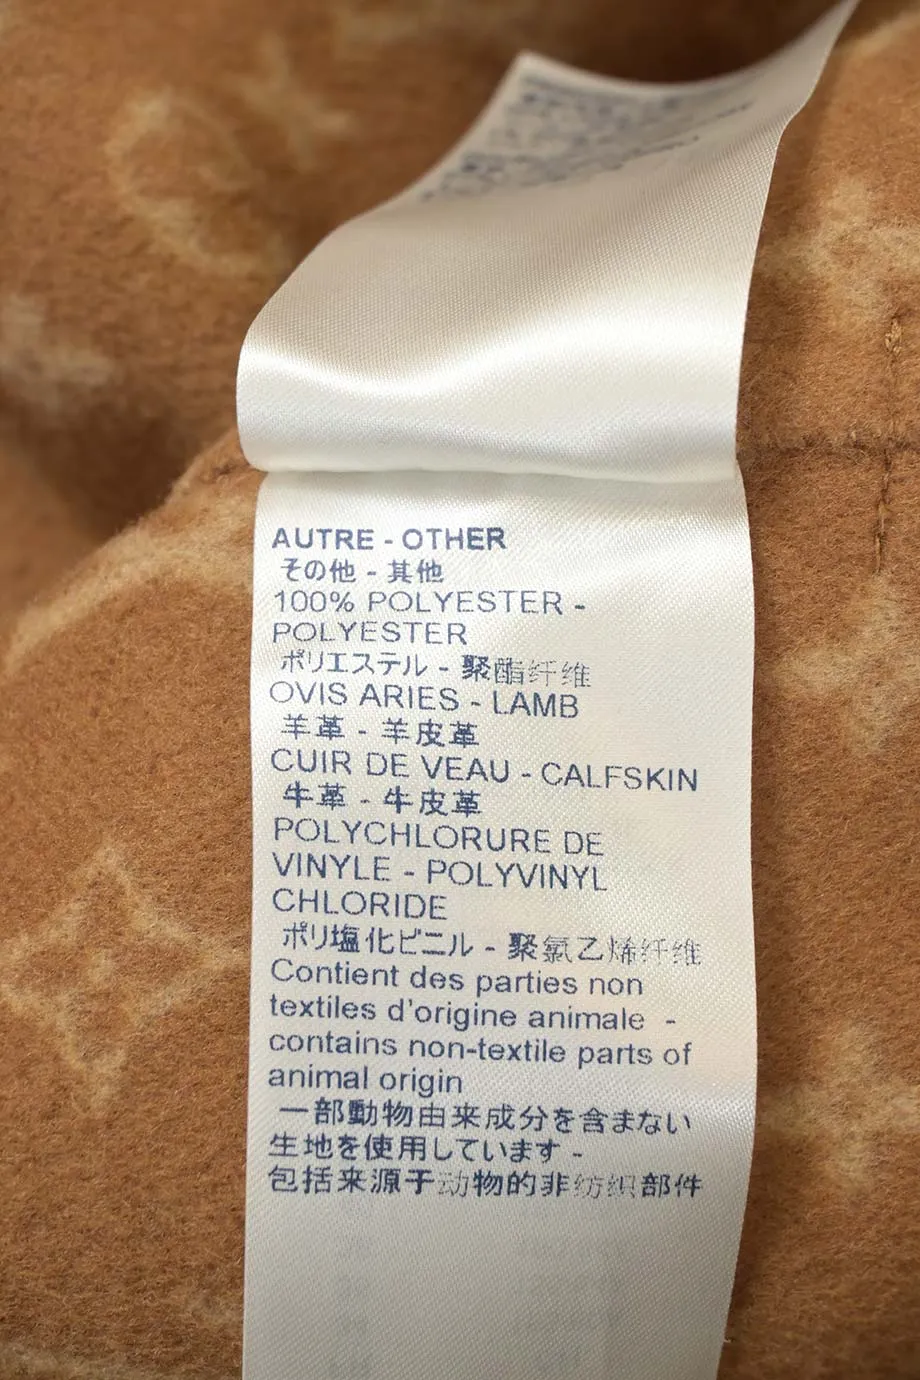 AUTRE - OTHER
その他 - 其他
100% POLYESTER -
POLYESTER
ポリエステル - 聚酯纤维
OVIS ARIES - LAMB
羊革 - 羊皮革
CUIR DE VEAU - CALFSKIN
牛革 - 牛皮革
POLYCHLORURE DE
VINYLE - POLYVINYL
CHLORIDE
ポリ塩化ビニル - 聚氯乙烯纤维
Contient des parties non
textiles d'origine animale -
contains non-textile parts of
animal origin
一部動物由来成分を含まない
生地を使用しています -
包括来源于动物的非纺织部件